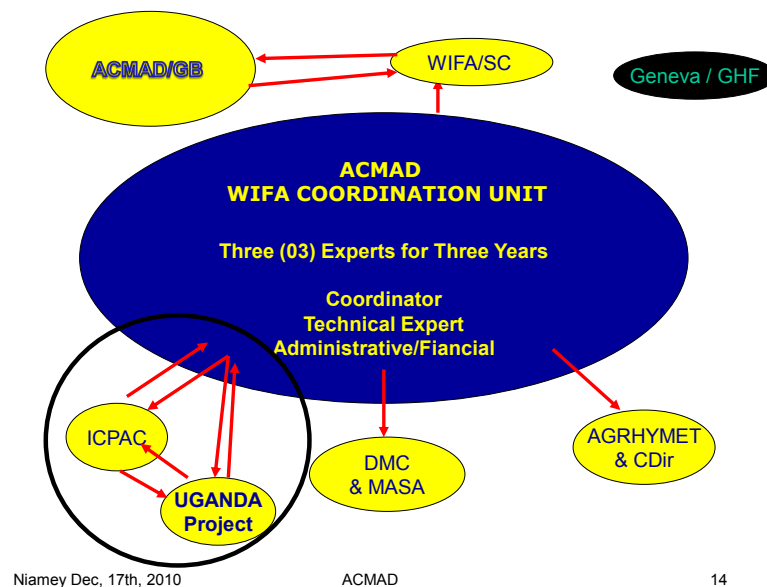 ACMAD/GB
WIFA/SC
Geneva / GHF
ACMAD
WIFA COORDINATION UNIT
Three (03) Experts for Three Years
Coordinator
Technical Expert
Administrative/Fiancial
ICPAC
UGANDA
Project
DMC
& MASA
AGRHYMET
& CDir
Niamey Dec, 17th, 2010
ACMAD
14